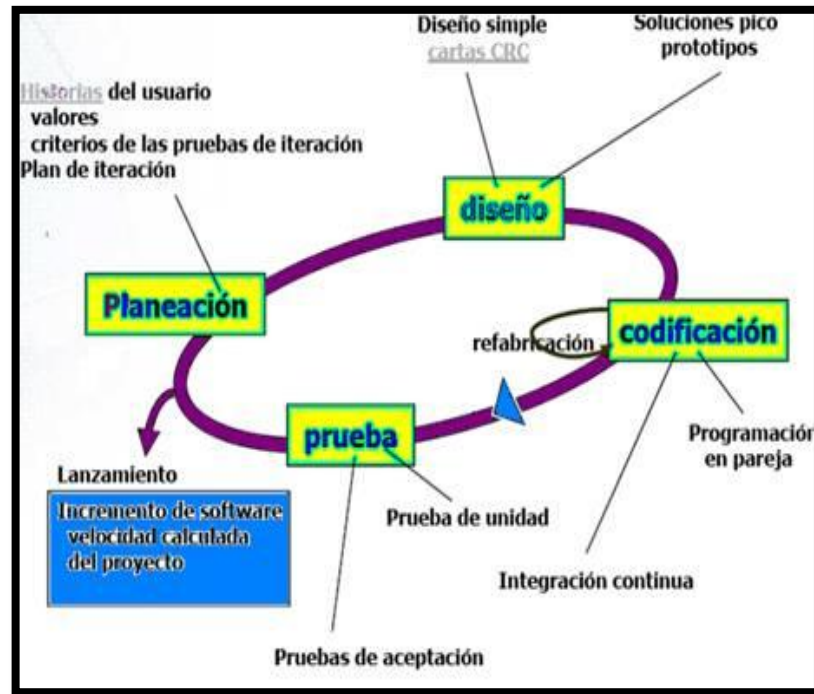 Diseño simple
cartas CRC
Soluciones pico
prototipos
Historias del usuario
valores
criterios de las pruebas de iteración
Plan de iteración
diseño
Planeación
codificación
refabricación
prueba
Programación
en pareja
Lanzamiento
Incremento de software
velocidad calculada
del proyecto
Prueba de unidad
Integración continua
Pruebas de aceptación